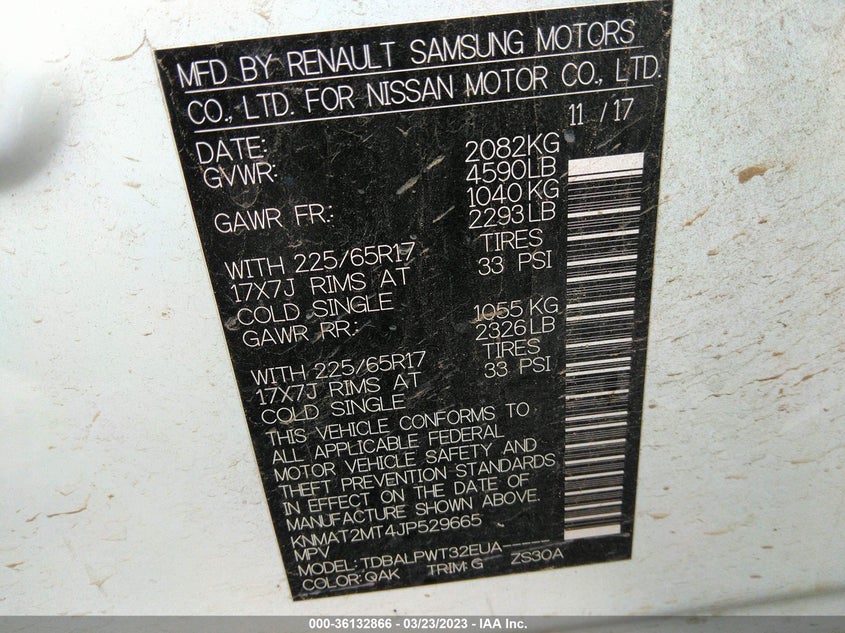 MFD BY RENAULT SAMSUNG MOTORS
CO., LTD. FOR NISSAN MOTOR CO., LTD.
DATE: 11 / 17
GVWR: 2082KG
4590LB
GAWR FR.: 1040 KG
2293 LB
WITH 225/65R17 TIRES
17X7J RIMS AT 33 PSI
COLD SINGLE
GAWR RR.: 1055 KG
2326 LB
WITH 225/65R17 TIRES
17X7J RIMS AT 33 PSI
COLD SINGLE
THIS VEHICLE CONFORMS TO
ALL APPLICABLE FEDERAL
MOTOR VEHICLE SAFETY AND
THEFT PREVENTION STANDARDS
IN EFFECT ON THE DATE OF
MANUFACTURE SHOWN ABOVE.
KNMAT2MT4JP529665
MPV
MODEL: TDBALPWT32EUA-----
COLOR: QAK TRIM: G ZS30A
000-36132866 - 03/23/2023 - IAA Inc.